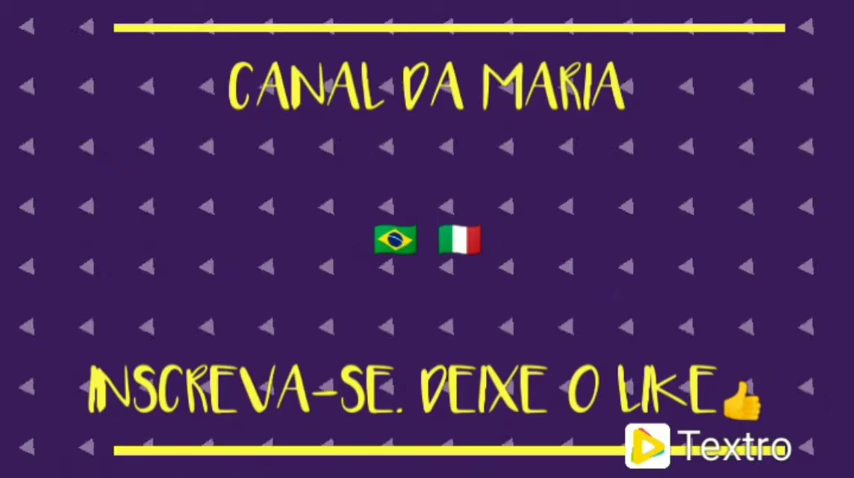 CANAL DA MARIA
🇧🇷 🇮🇹
INSCREVA-SE. DEIXE O LIKE👍
Textro